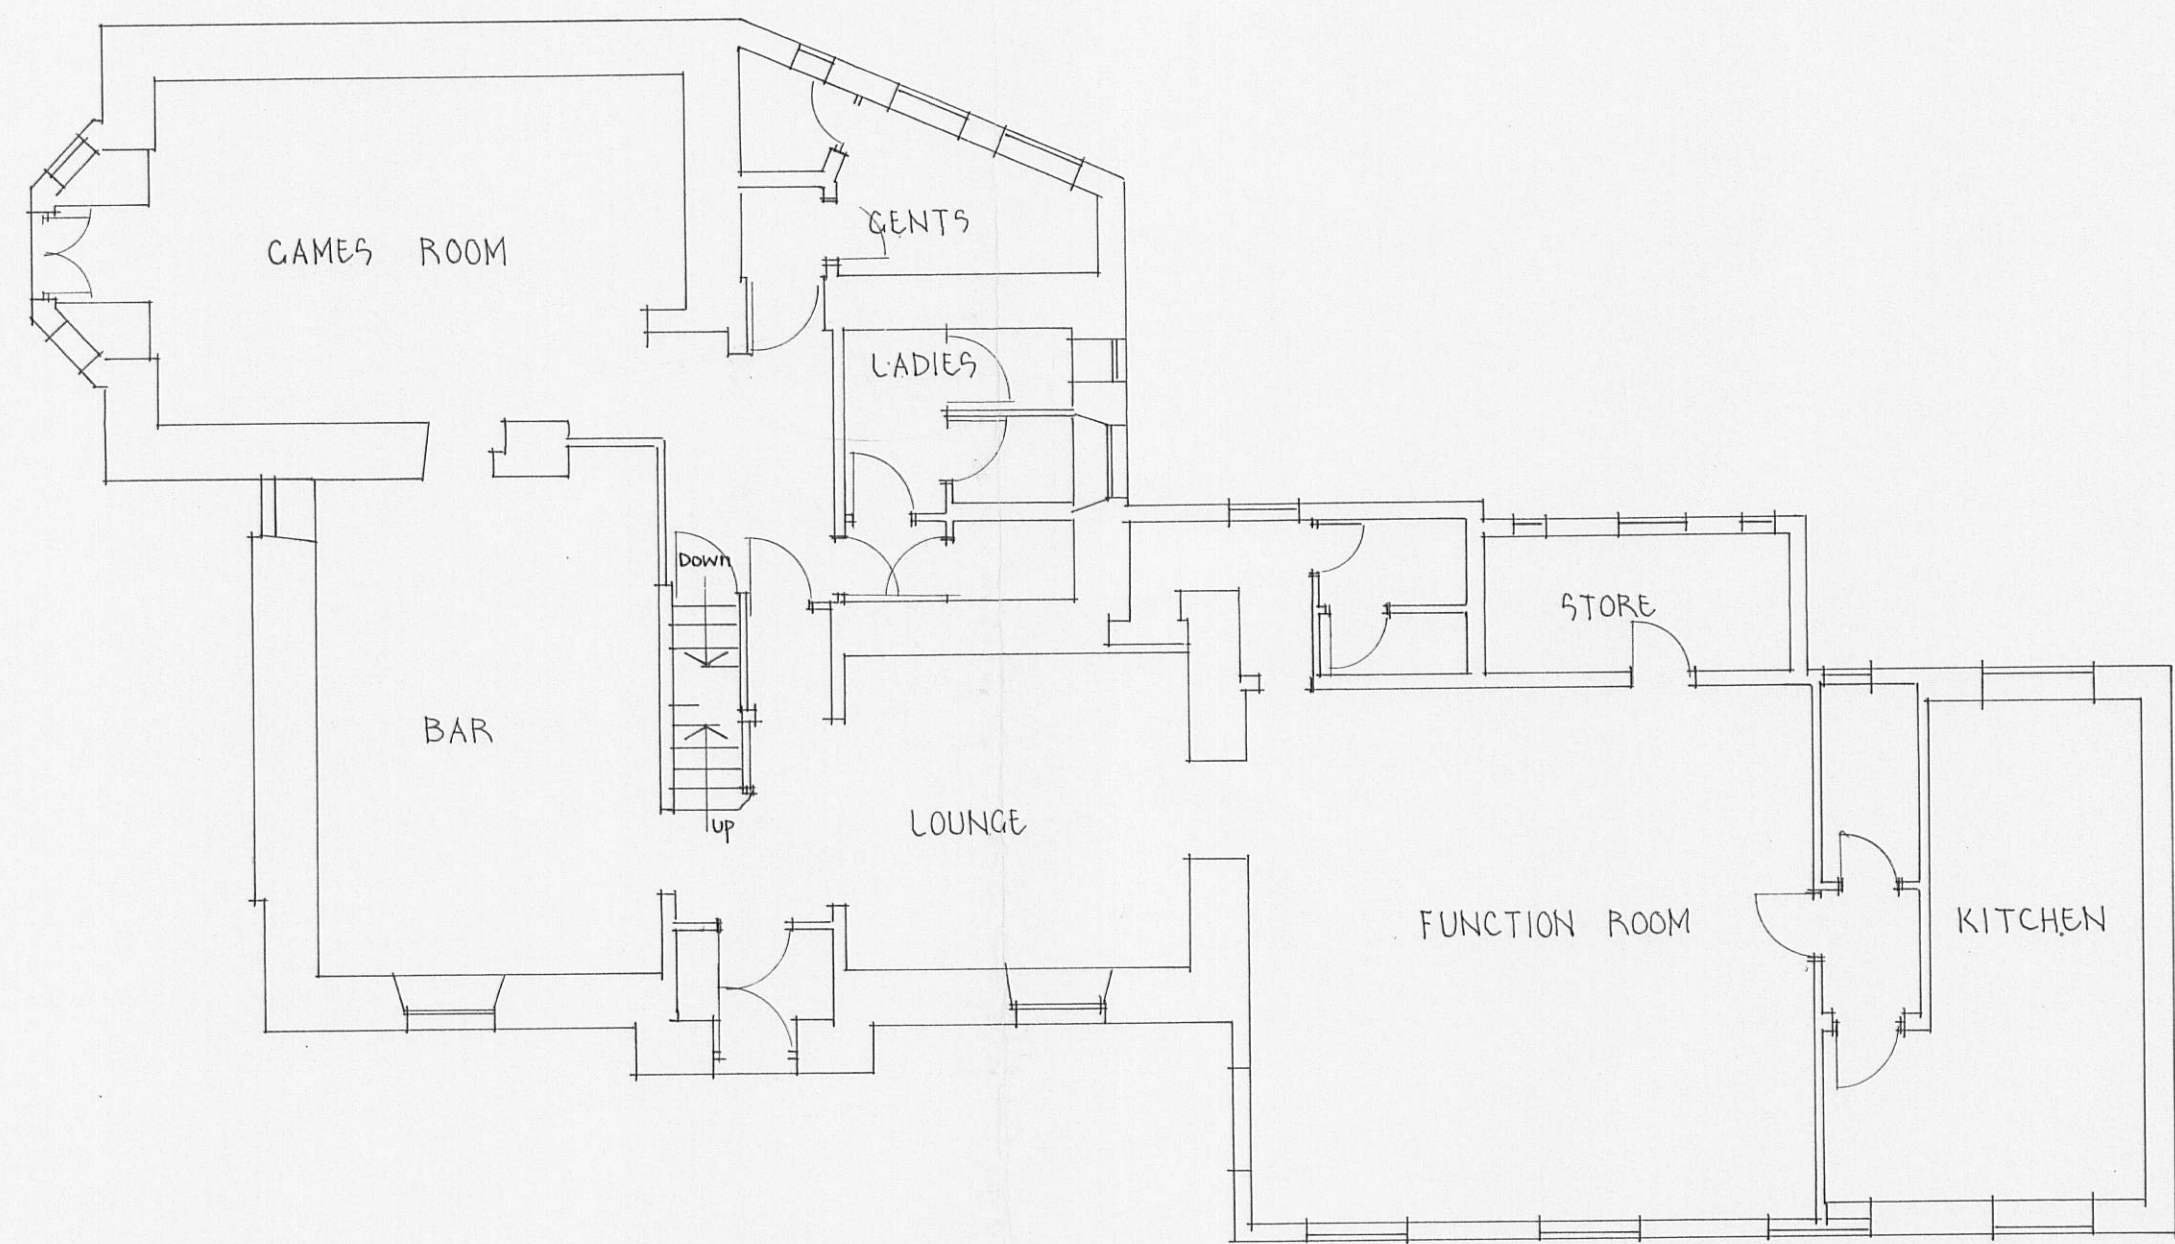 GENTS
GAMES ROOM
LADIES
DOWN
STORE
BAR
UP
LOUNGE
FUNCTION ROOM
KITCHEN